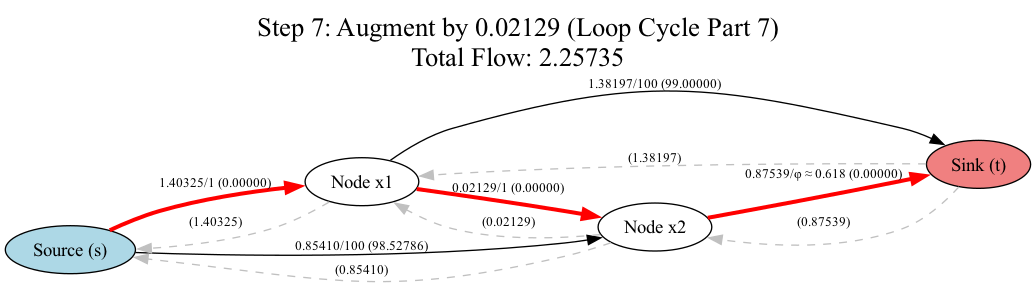 Step 7: Augment by 0.02129 (Loop Cycle Part 7)
Total Flow: 2.25735
1.38197/100 (99.00000)
(1.38197)
Sink (t)
0.87539/φ ≈ 0.618 (0.00000)
1.40325/1 (0.00000)
Node x1
0.02129/1 (0.00000)
(1.40325)
(0.02129)
Node x2
(0.87539)
Source (s)
0.85410/100 (98.52786)
(0.85410)